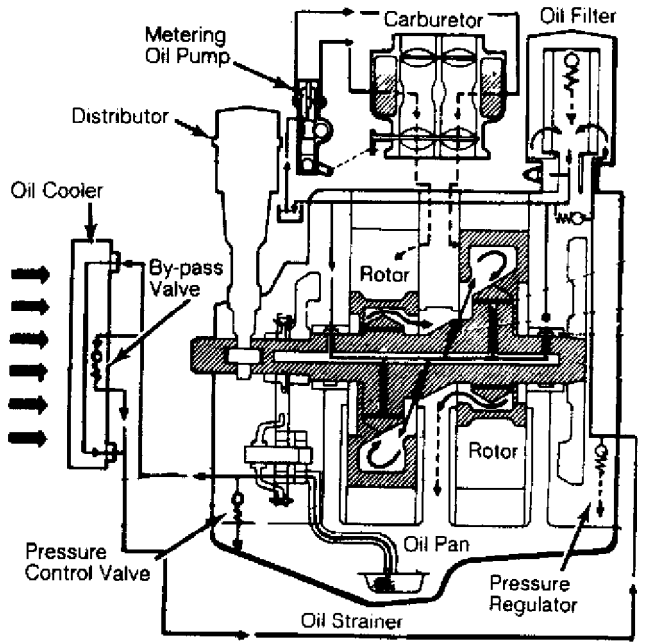 Metering
Oil Pump
Carburetor
Oil Filter
Distributor
Oil Cooler
By-pass
Valve
Rotor
Rotor
Pressure
Control Valve
Oil Pan
Pressure
Regulator
Oil Strainer